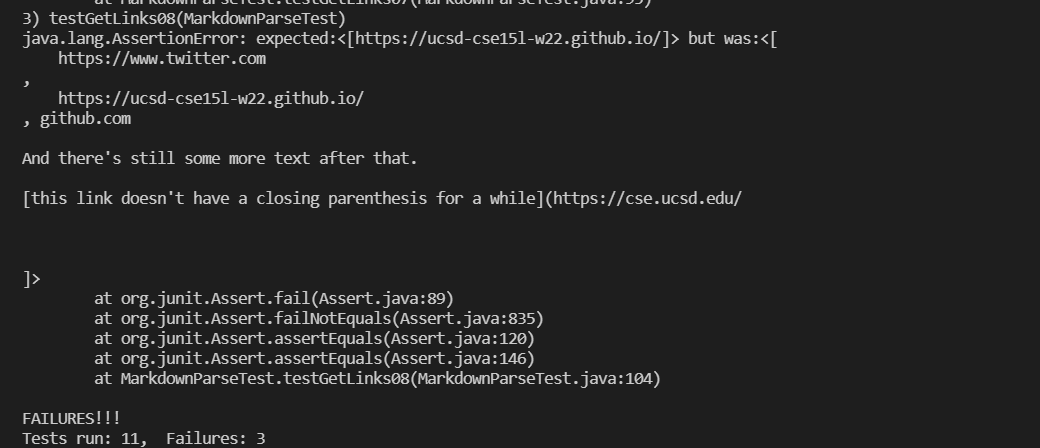 at MarkdownParseTest.testGetLinks07(MarkdownParseTest.java:99)
3) testGetLinks08(MarkdownParseTest)
java.lang.AssertionError: expected:<[https://ucsd-cse15l-w22.github.io/]> but was:<[
    https://www.twitter.com
,
    https://ucsd-cse15l-w22.github.io/
, github.com
And there's still some more text after that.
[this link doesn't have a closing parenthesis for a while](https://cse.ucsd.edu/
]>
        at org.junit.Assert.fail(Assert.java:89)
        at org.junit.Assert.failNotEquals(Assert.java:835)
        at org.junit.Assert.assertEquals(Assert.java:120)
        at org.junit.Assert.assertEquals(Assert.java:146)
        at MarkdownParseTest.testGetLinks08(MarkdownParseTest.java:104)
FAILURES!!!
Tests run: 11,  Failures: 3